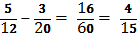 5/12 − 3/20 = 16/60 = 4/15